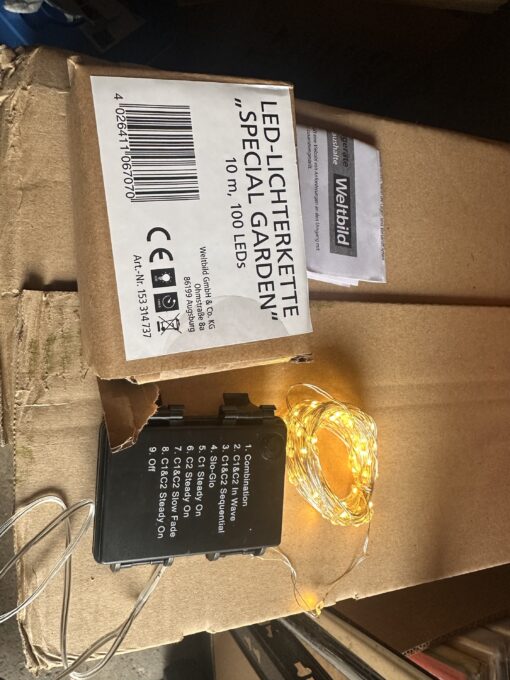 LED-LICHTERKETTE
„SPECIAL GARDEN"
10 m, 100 LEDs
Weltbild GmbH & Co. KG
Ohmstraße 8a
86199 Augsburg
CE
Art.-Nr. 153 314 737
4 026411 067070
Weltbild
1. Combination
2. C1&C2 In Wave
3. C1&C2 Sequential
4. Slo-Glo
5. C1 Steady On
6. C2 Steady On
7. C1&C2 Slow Fade
8. C1&C2 Steady On
9. Off